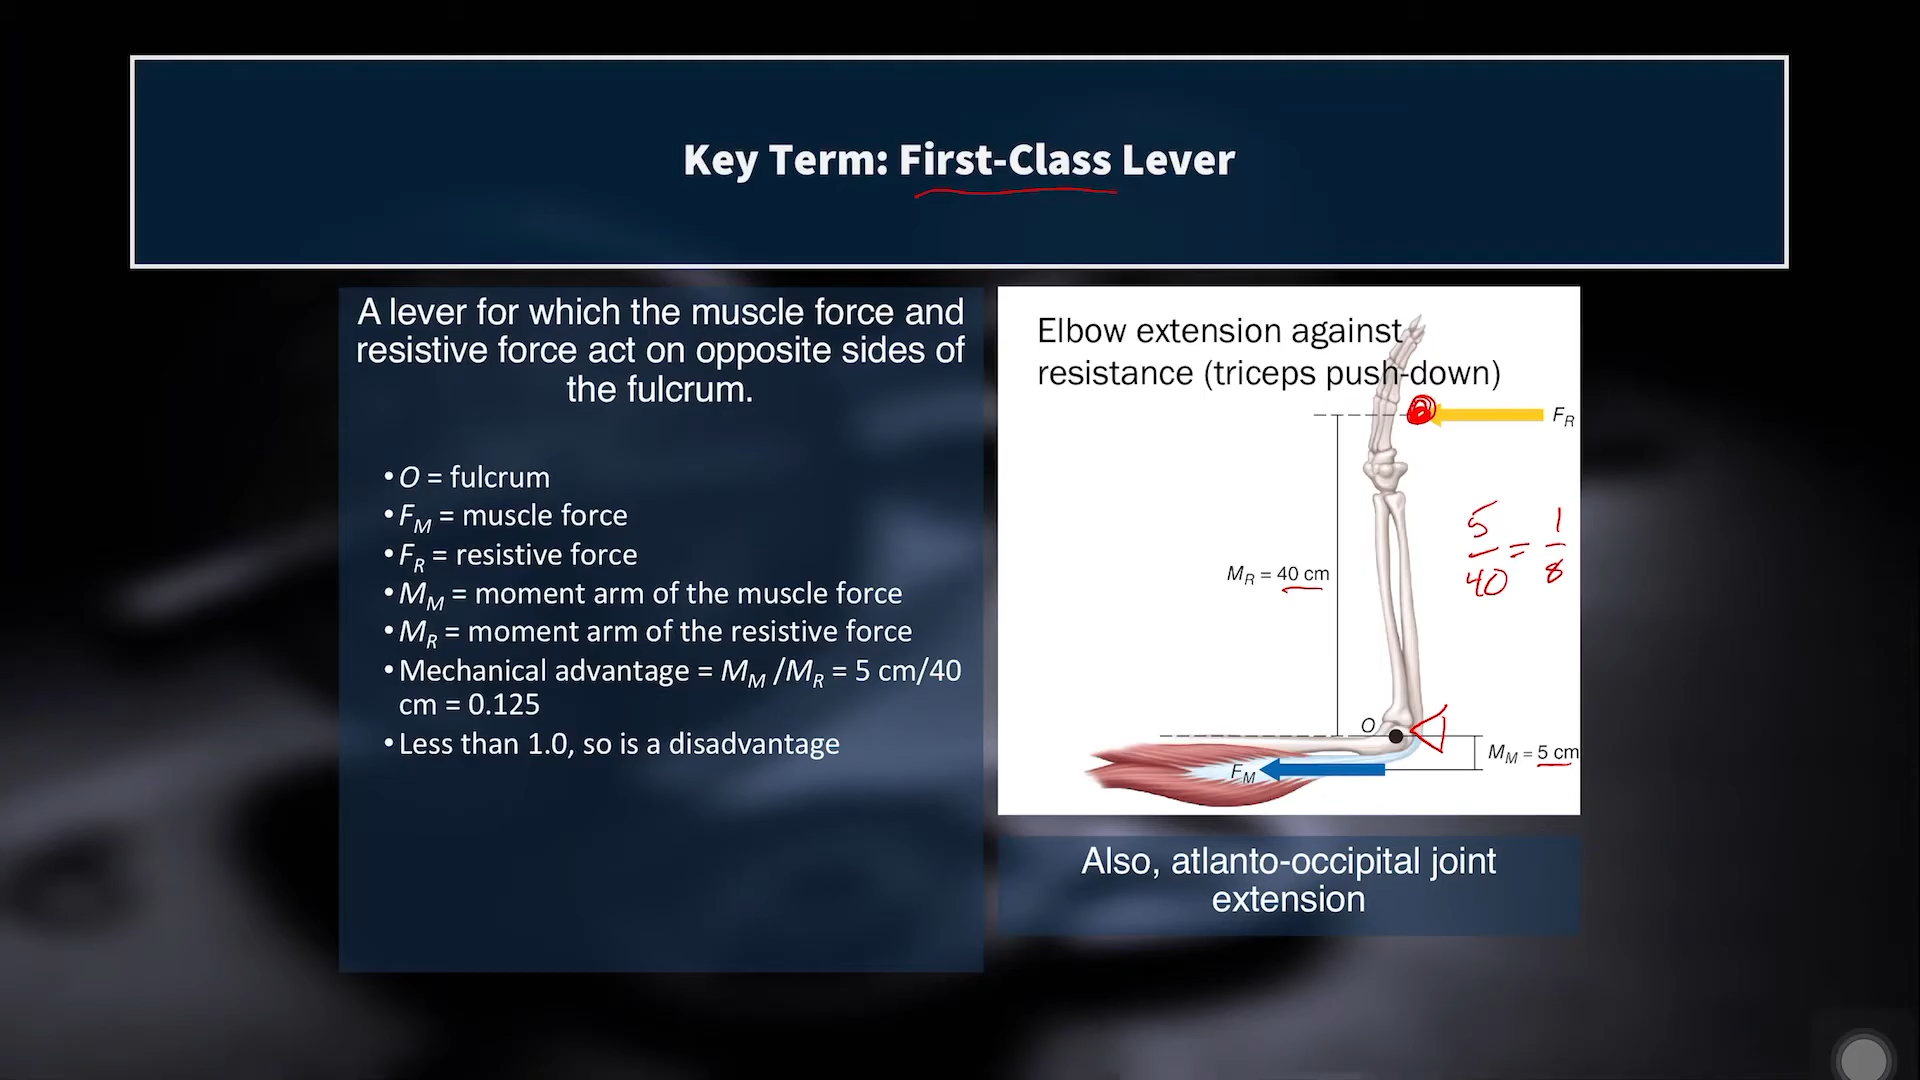 Key Term: First-Class Lever
A lever for which the muscle force and
resistive force act on opposite sides of
the fulcrum.
• O = fulcrum
• FM = muscle force
• FR = resistive force
• MM = moment arm of the muscle force
• MR = moment arm of the resistive force
• Mechanical advantage = MM /MR = 5 cm/40
cm = 0.125
• Less than 1.0, so is a disadvantage
Elbow extension against
resistance (triceps push-down)
FR
5/40 = 1/8
MR = 40 cm
O
MM = 5 cm
FM
Also, atlanto-occipital joint
extension